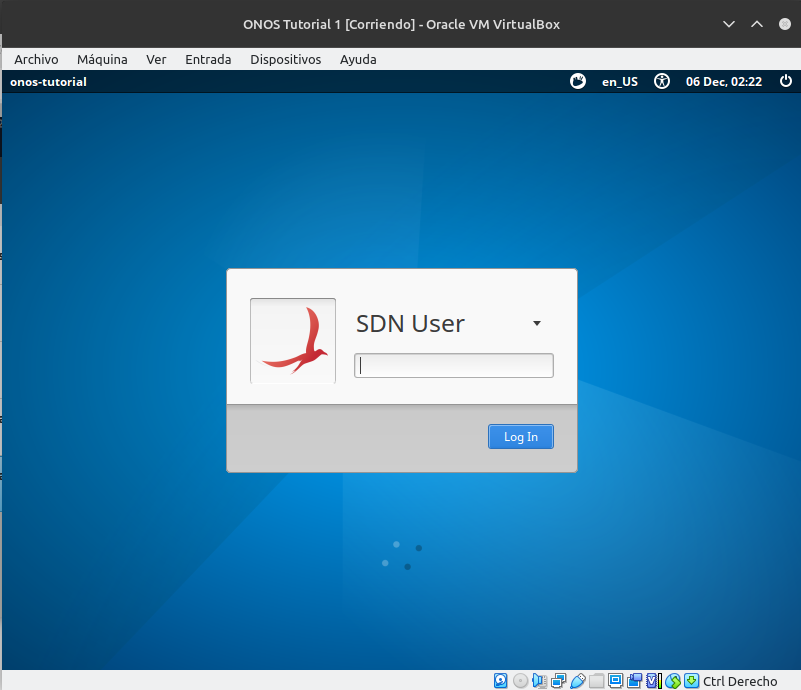 ONOS Tutorial 1 [Corriendo] - Oracle VM VirtualBox
Archivo Máquina Ver Entrada Dispositivos Ayuda
onos-tutorial en_US 06 Dec, 02:22
SDN User
Log In
Ctrl Derecho